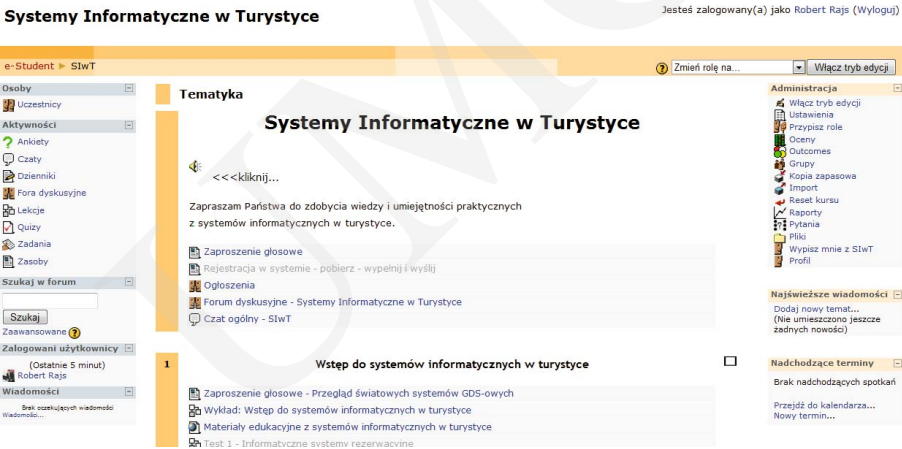 Systemy Informatyczne w Turystyce
Jesteś zalogowany(a) jako Robert Rajs (Wyloguj)
e-Student ► SIwT
Zmień rolę na...
Włącz tryb edycji
Osoby
Uczestnicy
Aktywności
Ankiety
Czaty
Dzienniki
Fora dyskusyjne
Lekcje
Quizy
Zadania
Zasoby
Szukaj w forum
Szukaj
Zaawansowane
Zalogowani użytkownicy
(Ostatnie 5 minut)
Robert Rajs
Wiadomości
Brak oczekujących wiadomości
Wiadomości...
Tematyka
Systemy Informatyczne w Turystyce
<<<kliknij...
Zapraszam Państwa do zdobycia wiedzy i umiejętności praktycznych
z systemów informatycznych w turystyce.
Zaproszenie głosowe
Rejestracja w systemie - pobierz - wypełnij i wyślij
Ogłoszenia
Forum dyskusyjne - Systemy Informatyczne w Turystyce
Czat ogólny - SIwT
1
Wstęp do systemów informatycznych w turystyce
Zaproszenie głosowe - Przegląd światowych systemów GDS-owych
Wykład: Wstęp do systemów informatycznych w turystyce
Materiały edukacyjne z systemów informatycznych w turystyce
Test 1 - Informatyczne systemy rezerwacyjne
Administracja
Włącz tryb edycji
Ustawienia
Przypisz role
Oceny
Outcomes
Grupy
Kopia zapasowa
Import
Reset kursu
Raporty
Pytania
Pliki
Wypisz mnie z SIwT
Profil
Najświeższe wiadomości
Dodaj nowy temat...
(Nie umieszczono jeszcze
żadnych nowości)
Nadchodzące terminy
Brak nadchodzących spotkań
Przejdź do kalendarza...
Nowy termin...